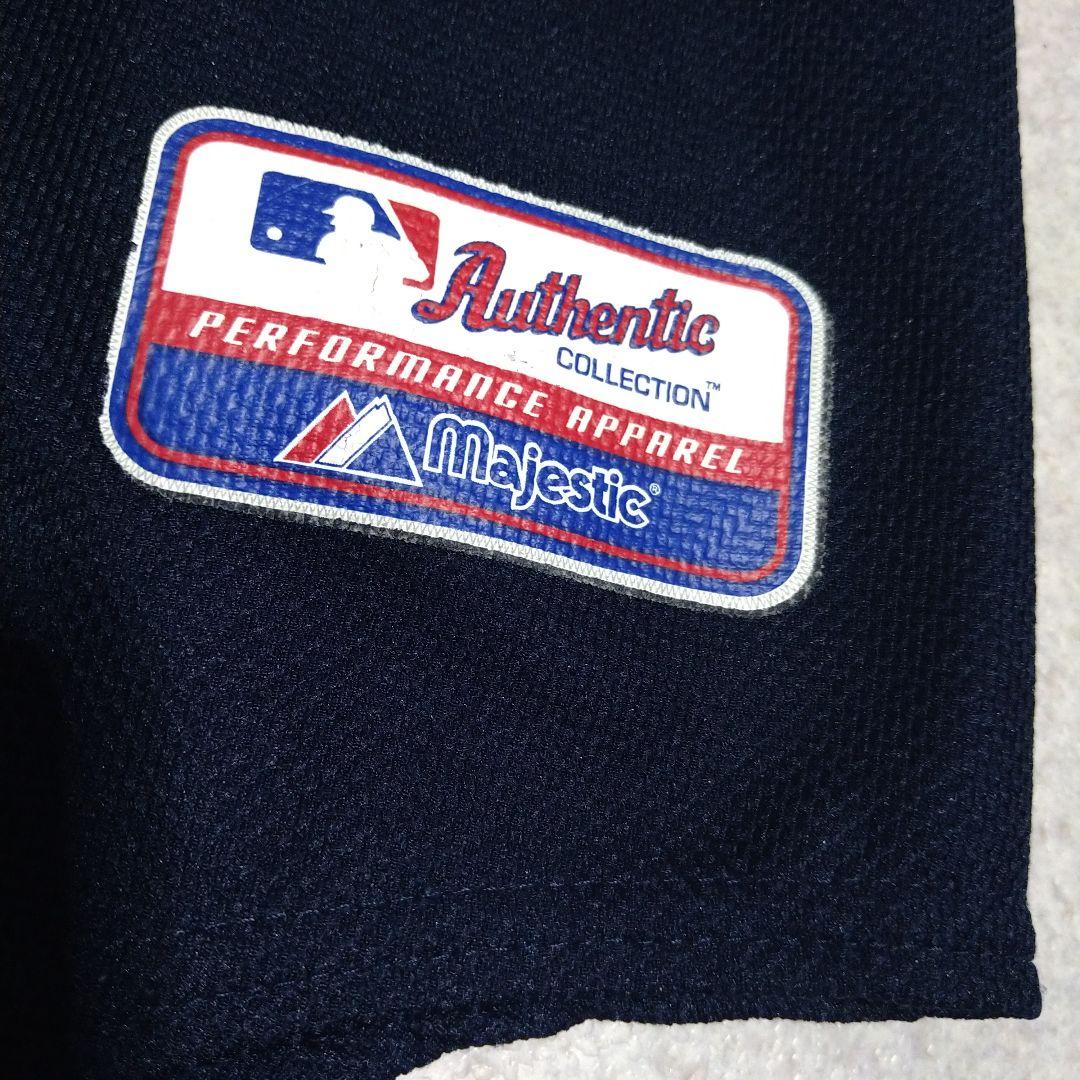 Authentic
COLLECTION™
PERFORMANCE APPAREL
Majestic®